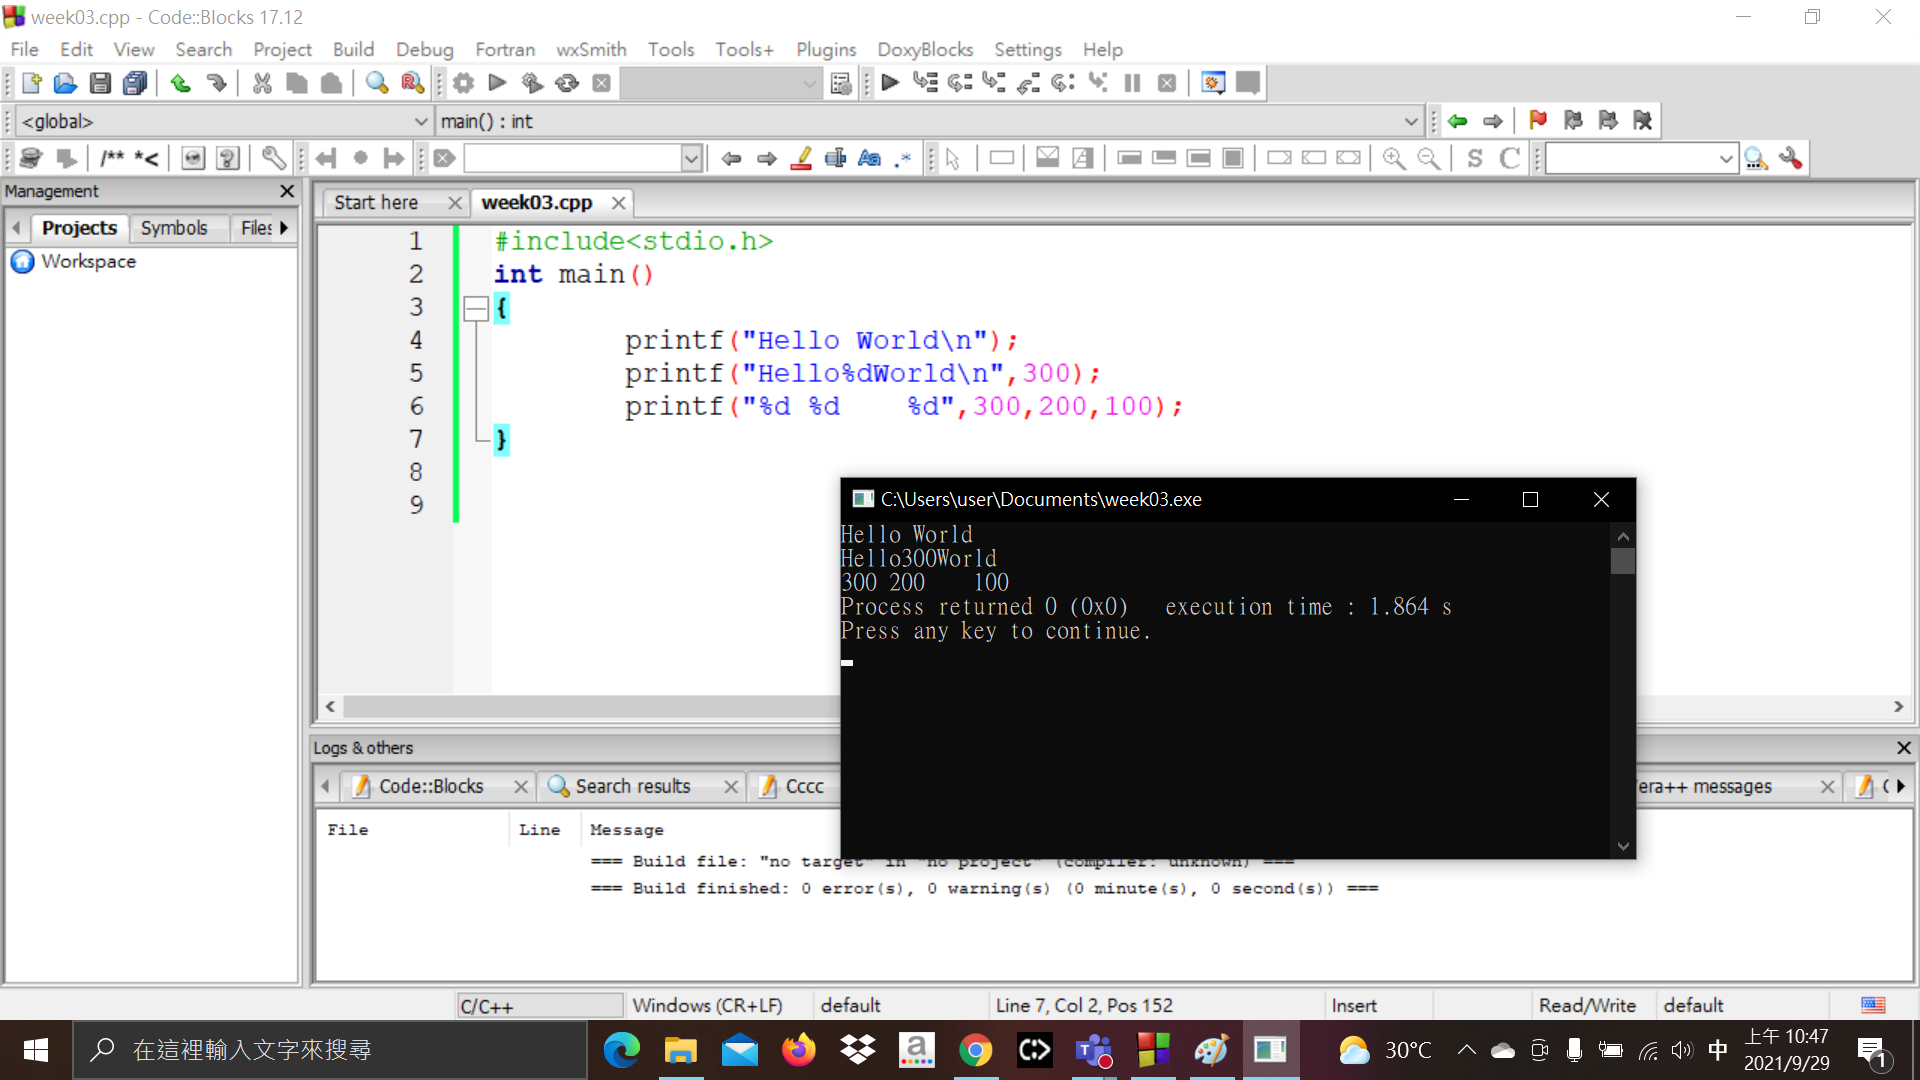 week03.cpp - Code::Blocks 17.12
File Edit View Search Project Build Debug Fortran wxSmith Tools Tools+ Plugins DoxyBlocks Settings Help
<global> main() : int
/** *<
Aa .* S C
Management
Start here week03.cpp
Projects Symbols Files
Workspace
1 #include<stdio.h>
2 int main()
3 {
4 printf("Hello World\n");
5 printf("Hello%dWorld\n",300);
6 printf("%d %d    %d",300,200,100);
7 }
8
9
C:\Users\user\Documents\week03.exe
Hello World
Hello300World
300 200    100
Process returned 0 (0x0)   execution time : 1.864 s
Press any key to continue.
Logs & others
Code::Blocks Search results Cccc era++ messages
File Line Message
=== Build file: "no target" in "no project" (compiler: unknown) ===
=== Build finished: 0 error(s), 0 warning(s) (0 minute(s), 0 second(s)) ===
C/C++ Windows (CR+LF) default Line 7, Col 2, Pos 152 Insert Read/Write default
在這裡輸入文字來搜尋 30°C 中 上午 10:47
2021/9/29 1